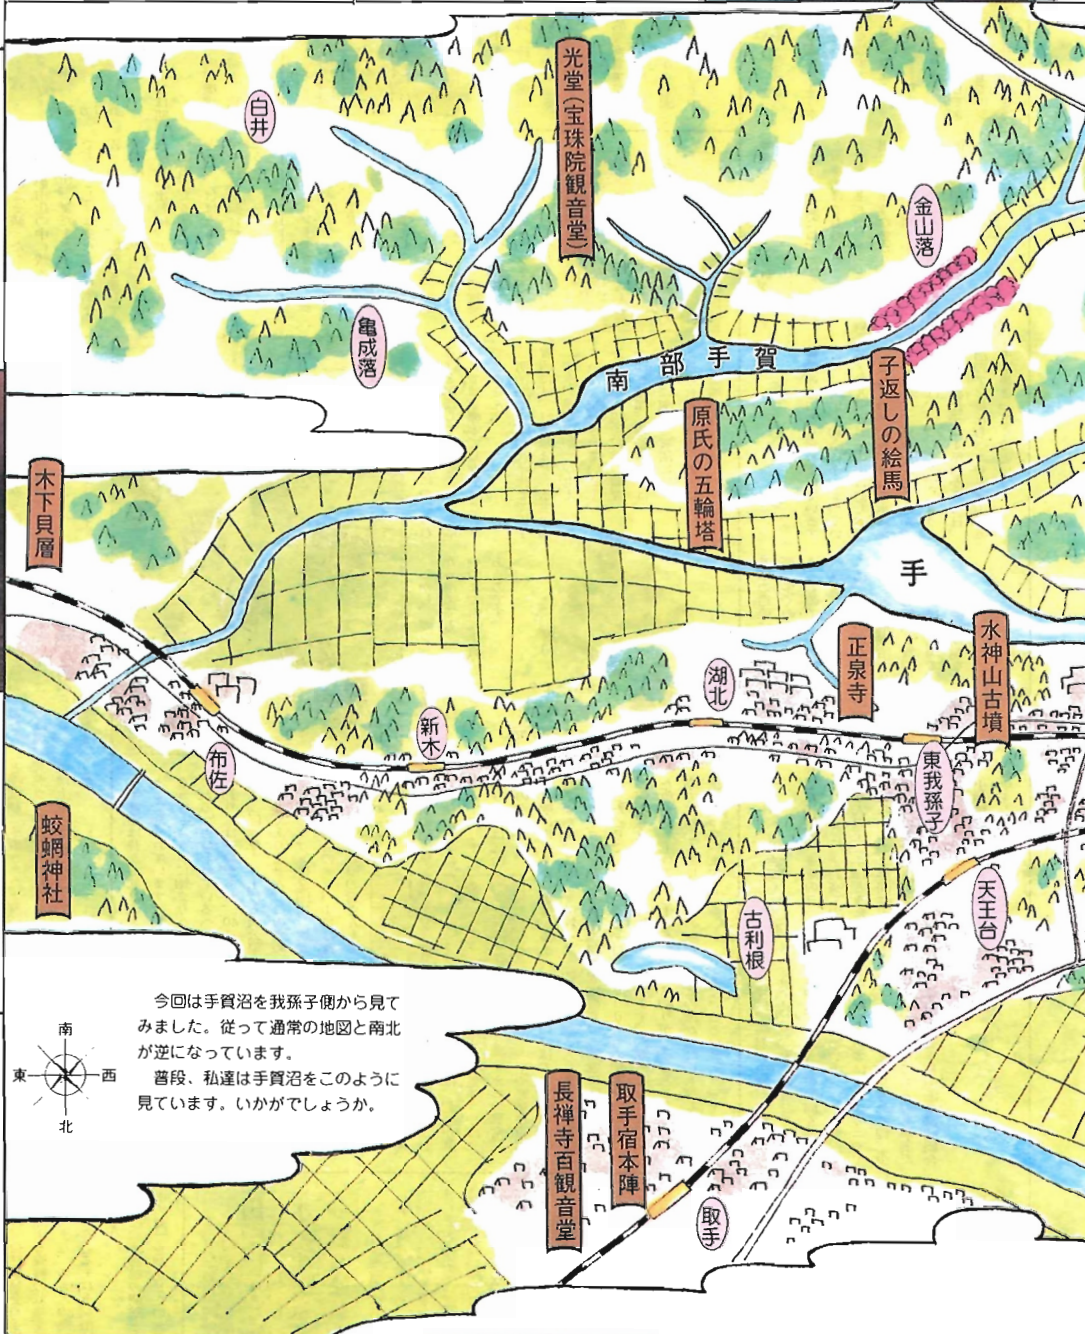 光堂(宝珠院観音堂)
白井
金山落
亀成落
南部手賀
子返しの絵馬
原氏の五輪塔
木下貝層
手
水神山古墳
正泉寺
湖北
新木
布佐
東我孫子
蛟蝄神社
天王台
古利根
今回は手賀沼を我孫子側から見て
みました。従って通常の地図と南北
が逆になっています。
普段、私達は手賀沼をこのように
見ています。いかがでしょうか。
南
東
西
北
長禅寺百観音堂
取手宿本陣
取手